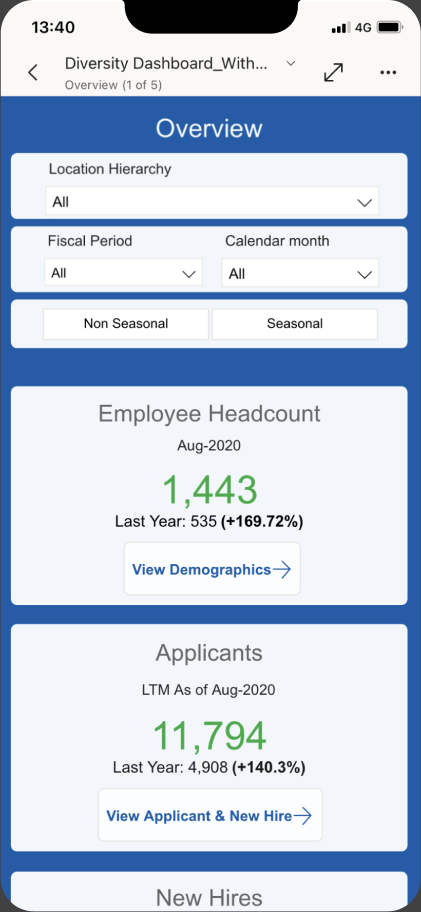 13:40
4G
Diversity Dashboard_With...
Overview (1 of 5)
Overview
Location Hierarchy
All
Fiscal Period
Calendar month
All
All
Non Seasonal
Seasonal
Employee Headcount
Aug-2020
1,443
Last Year: 535 (+169.72%)
View Demographics
Applicants
LTM As of Aug-2020
11,794
Last Year: 4,908 (+140.3%)
View Applicant & New Hire
New Hires